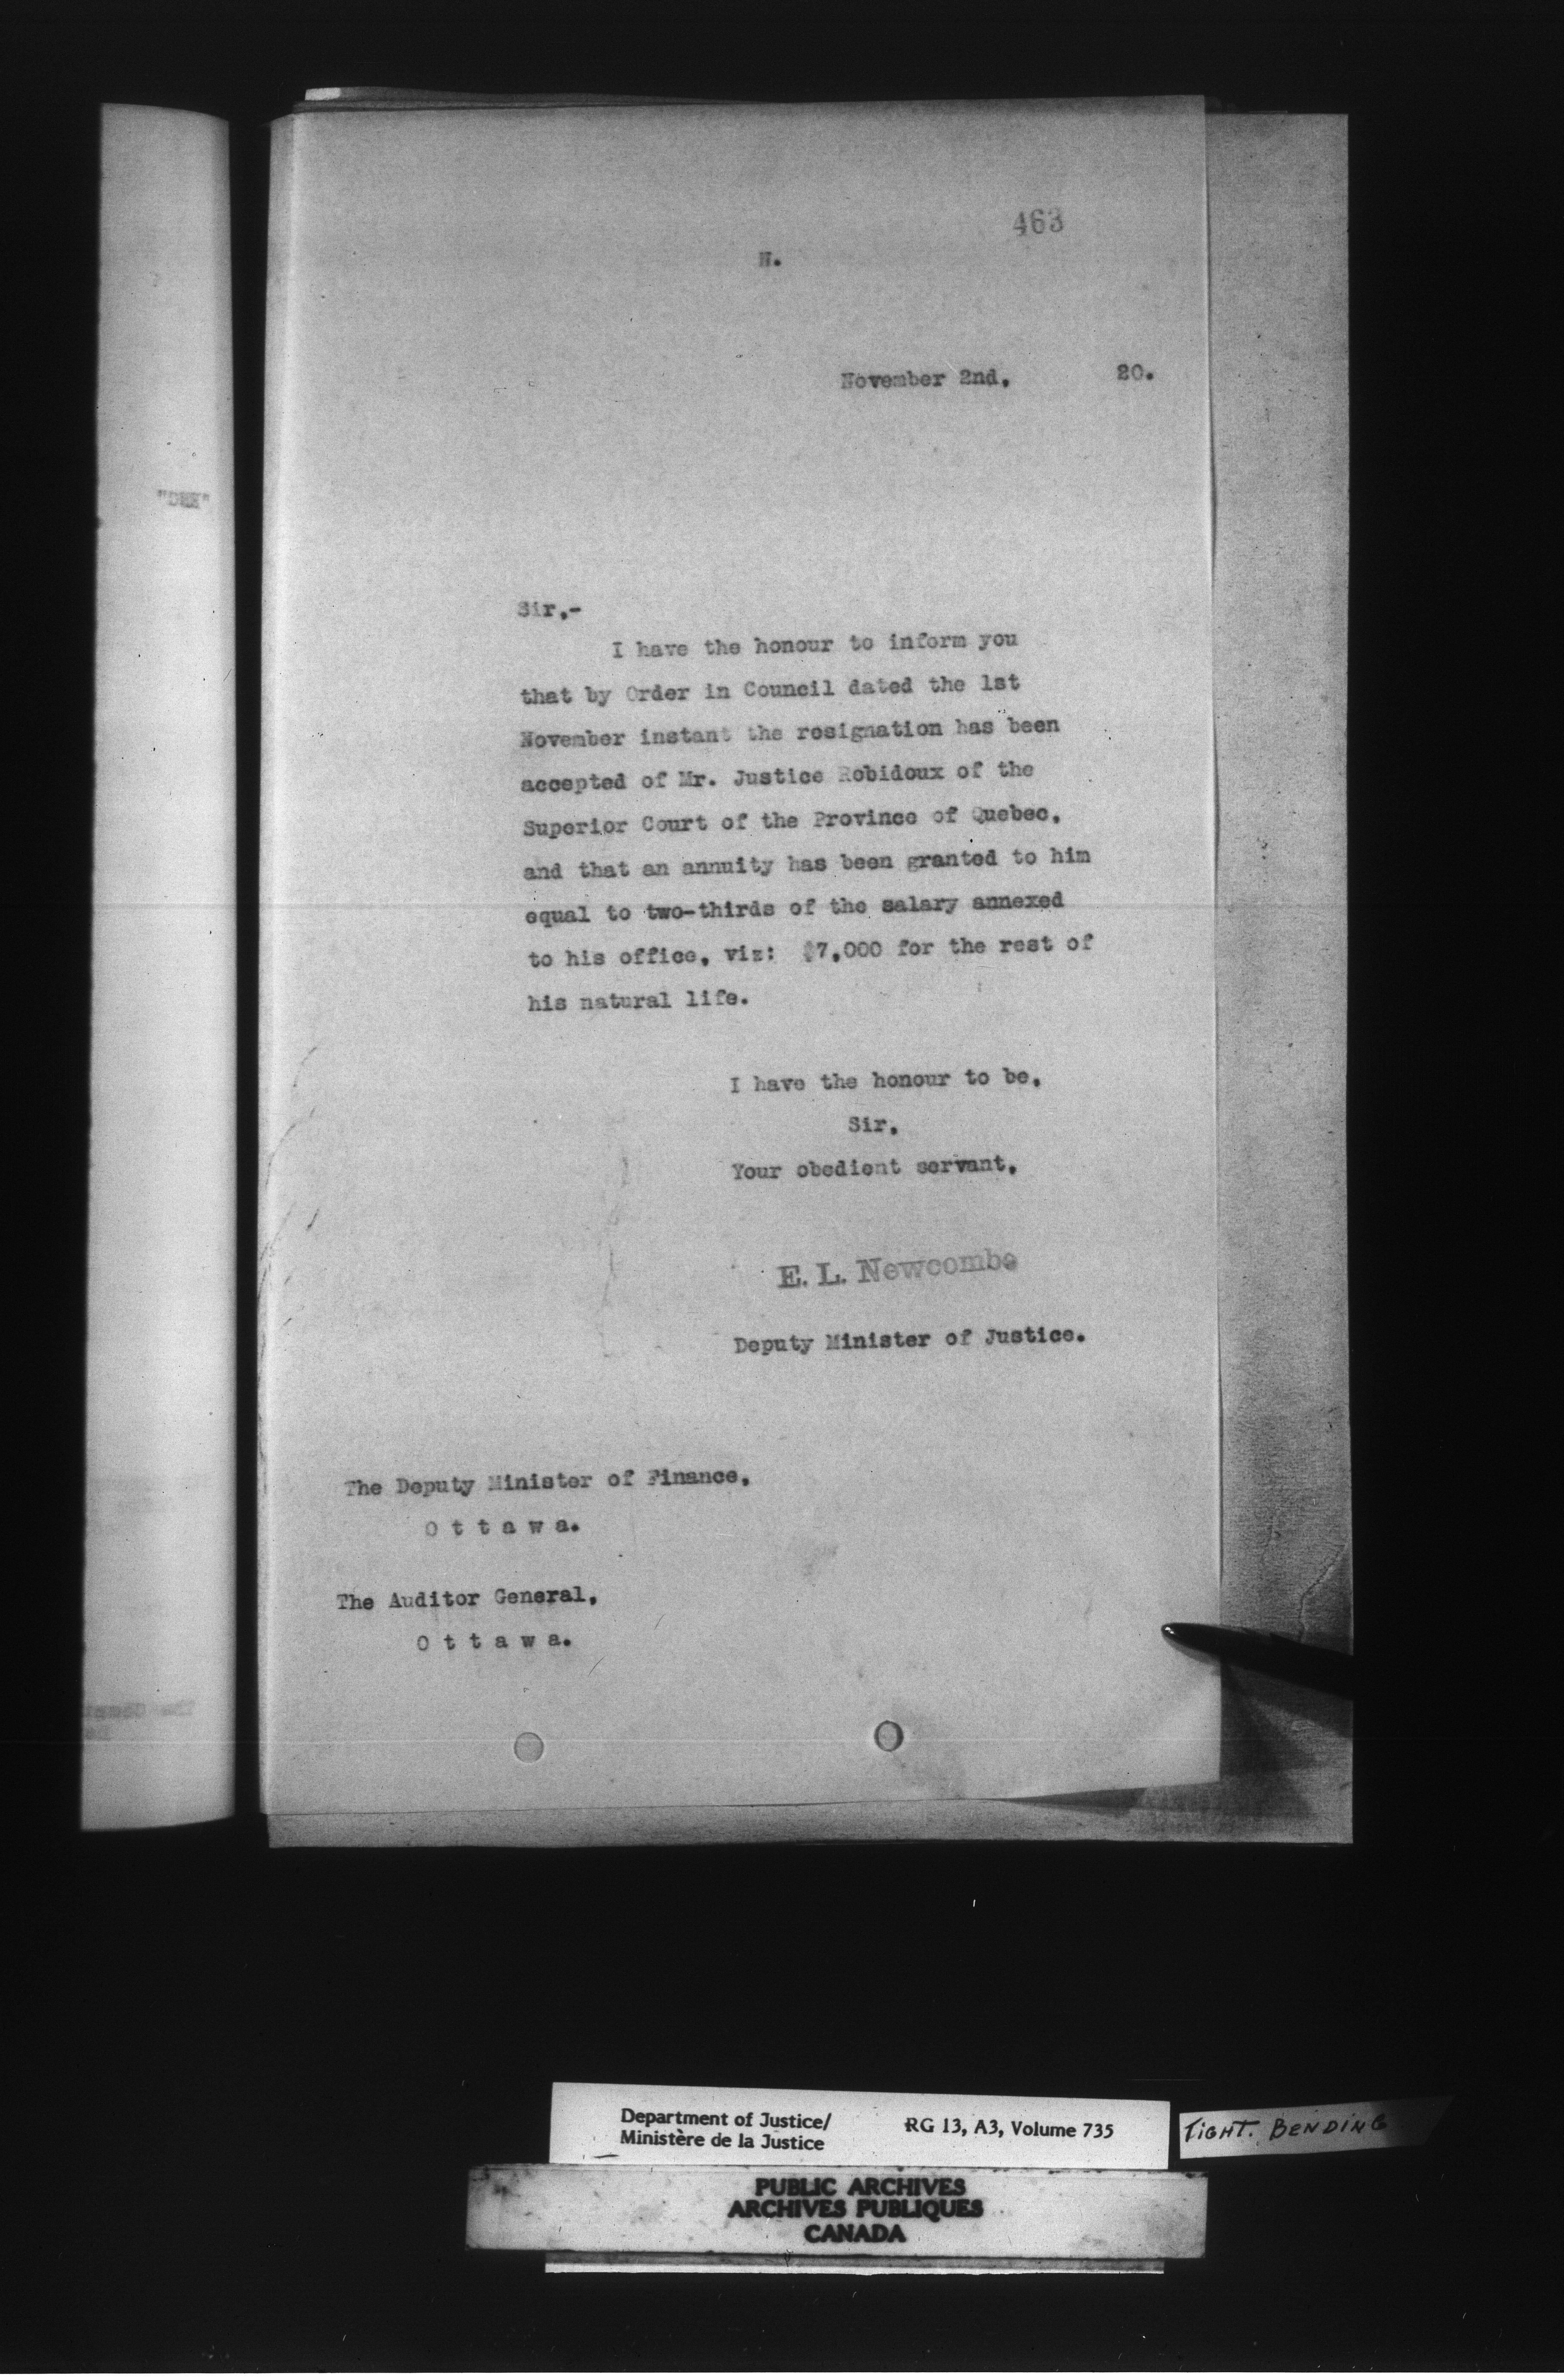 463
H.
November 2nd, 20.
"DEE"
Sir,-
I have the honour to inform you
that by Order in Council dated the 1st
November instant the resignation has been
accepted of Mr. Justice Robidoux of the
Superior Court of the Province of Quebec,
and that an annuity has been granted to him
equal to two-thirds of the salary annexed
to his office, viz: $7,000 for the rest of
his natural life.
I have the honour to be,
Sir,
Your obedient servant,
E. L. Newcombe
Deputy Minister of Justice.
The Deputy Minister of Finance,
O t t a w a.
The Auditor General,
O t t a w a.
Department of Justice/
Ministère de la Justice
RG 13, A3, Volume 735
TIGHT. BENDING
PUBLIC ARCHIVES
ARCHIVES PUBLIQUES
CANADA